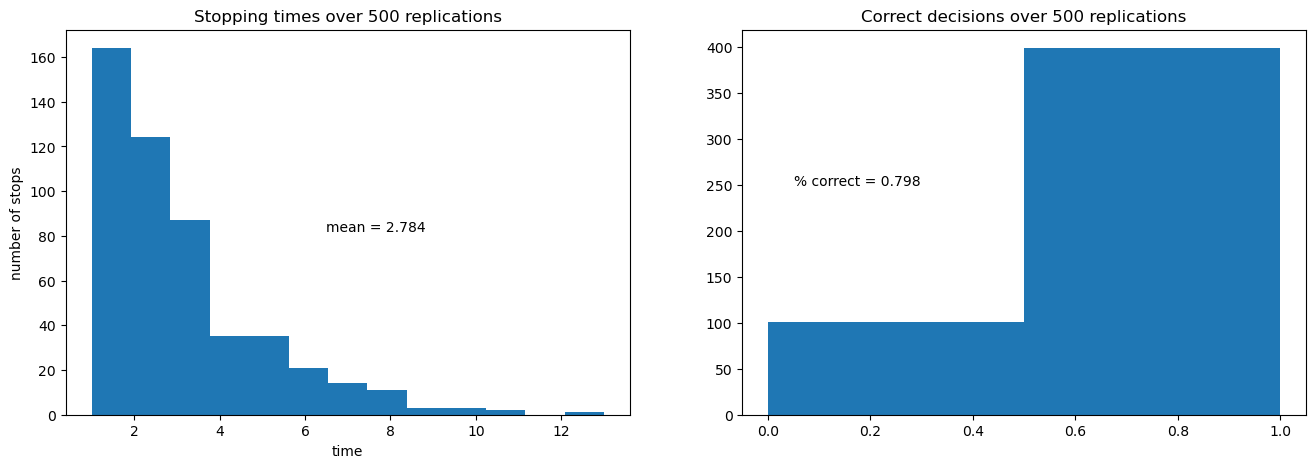 Stopping times over 500 replications
160
140
120
100
80
60
40
20
0
number of stops
mean = 2.784
2 4 6 8 10 12
time
Correct decisions over 500 replications
400
350
300
250
200
150
100
50
0
% correct = 0.798
0.0 0.2 0.4 0.6 0.8 1.0